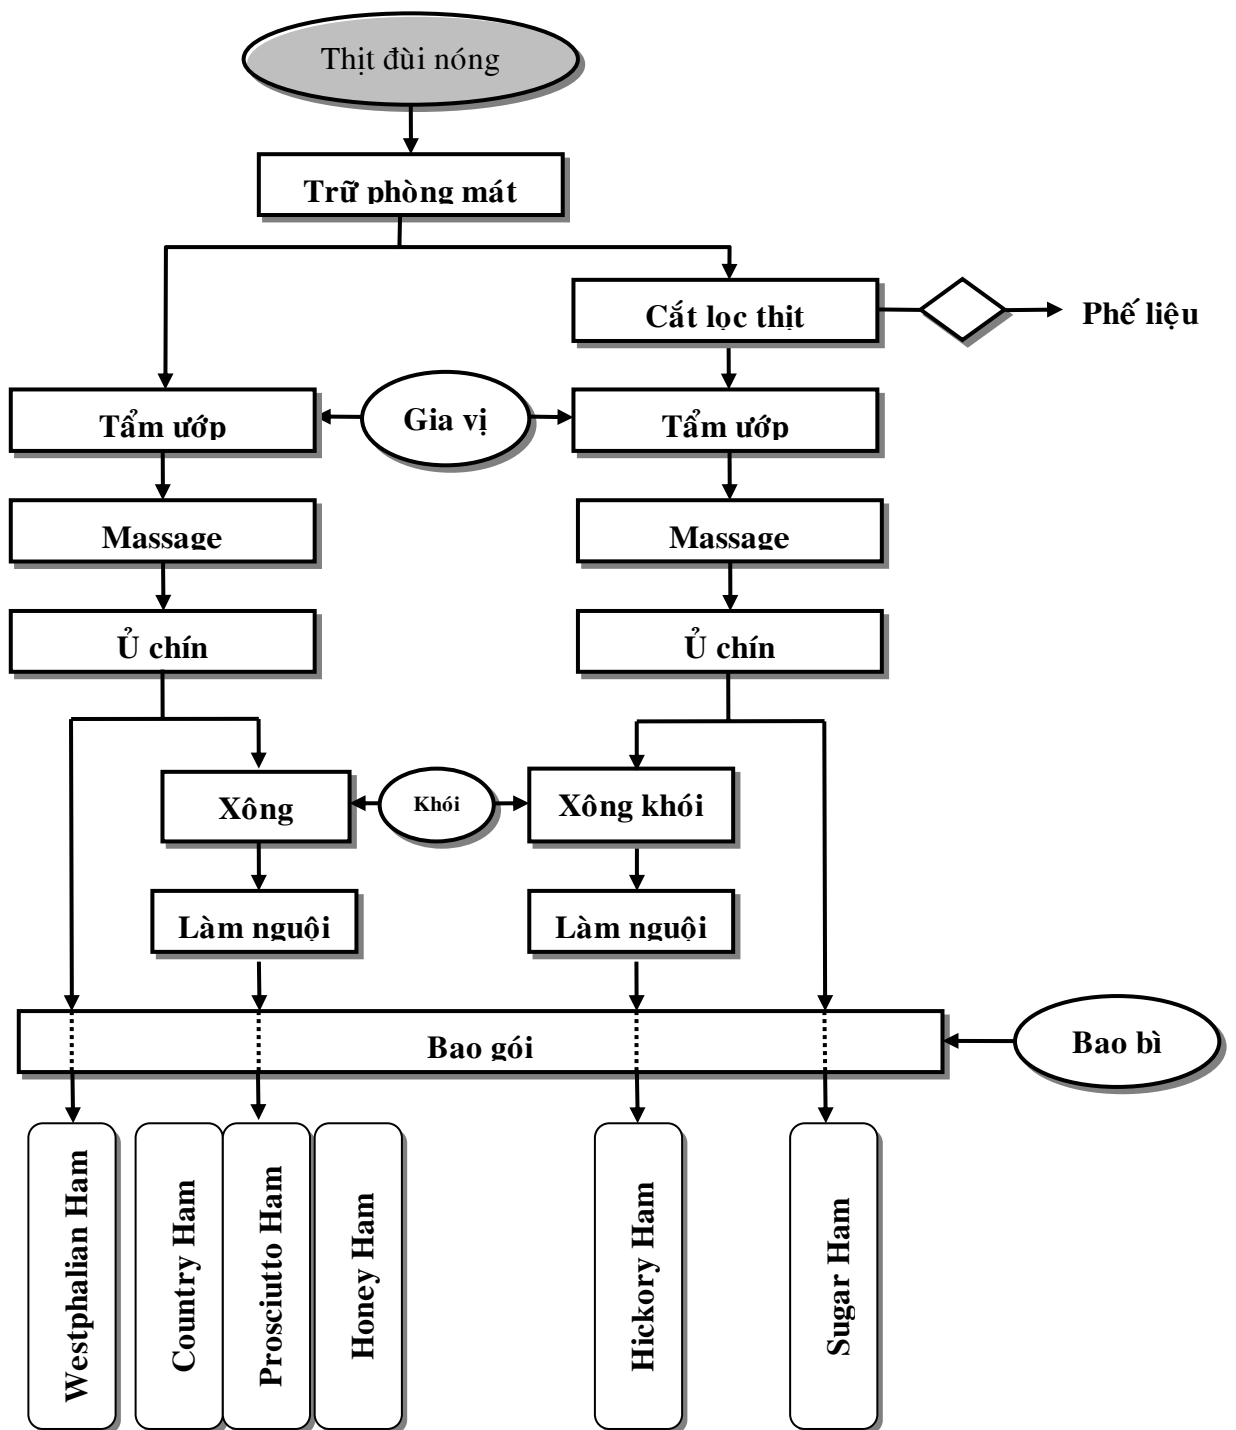 Thịt đùi nóng
Trữ phòng mát
Cắt lọc thịt
Phế liệu
Tẩm ướp
Gia vị
Tẩm ướp
Massage
Massage
Ủ chín
Ủ chín
Xông
Khói
Xông khói
Làm nguội
Làm nguội
Bao gói
Bao bì
Westphalian Ham
Country Ham
Prosciutto Ham
Honey Ham
Hickory Ham
Sugar Ham